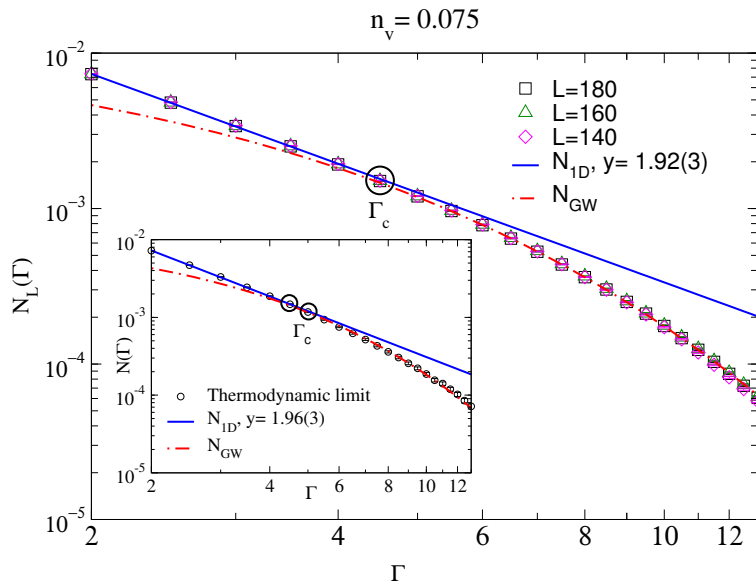 n_v = 0.075
10^-2
10^-3
10^-4
10^-5
N_L(Γ)
2
4
6
8
10
12
Γ
L=180
L=160
L=140
N_1D, y= 1.92(3)
N_GW
Γ_c
10^-2
10^-3
10^-4
10^-5
N(Γ)
2
4
6
8
10
12
Γ
Γ_c
Thermodynamic limit
N_1D, y= 1.96(3)
N_GW